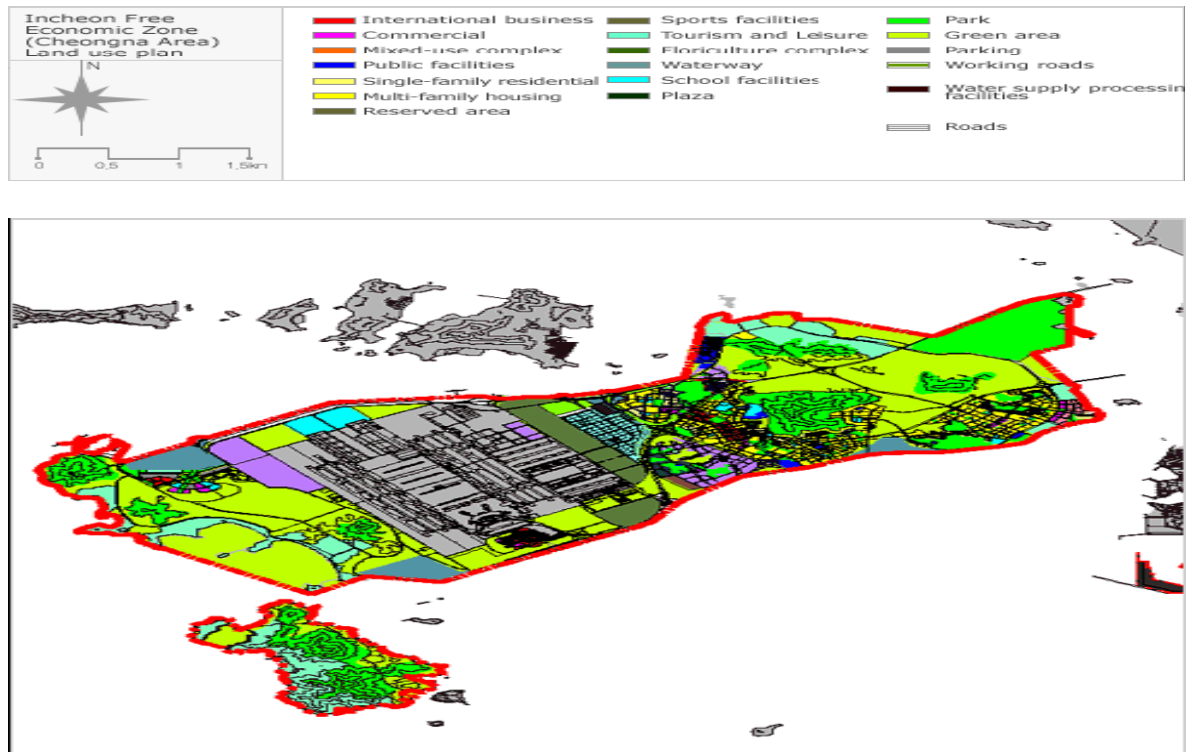 Incheon Free
Economic Zone
(Cheongna Area)
Land use plan
N
0 0,5 1 1,5km
International business
Commercial
Mixed-use complex
Public facilities
Single-family residential
Multi-family housing
Reserved area
Sports facilities
Tourism and Leisure
Floriculture complex
Waterway
School facilities
Plaza
Park
Green area
Parking
Working roads
Water supply processin
facilities
Roads